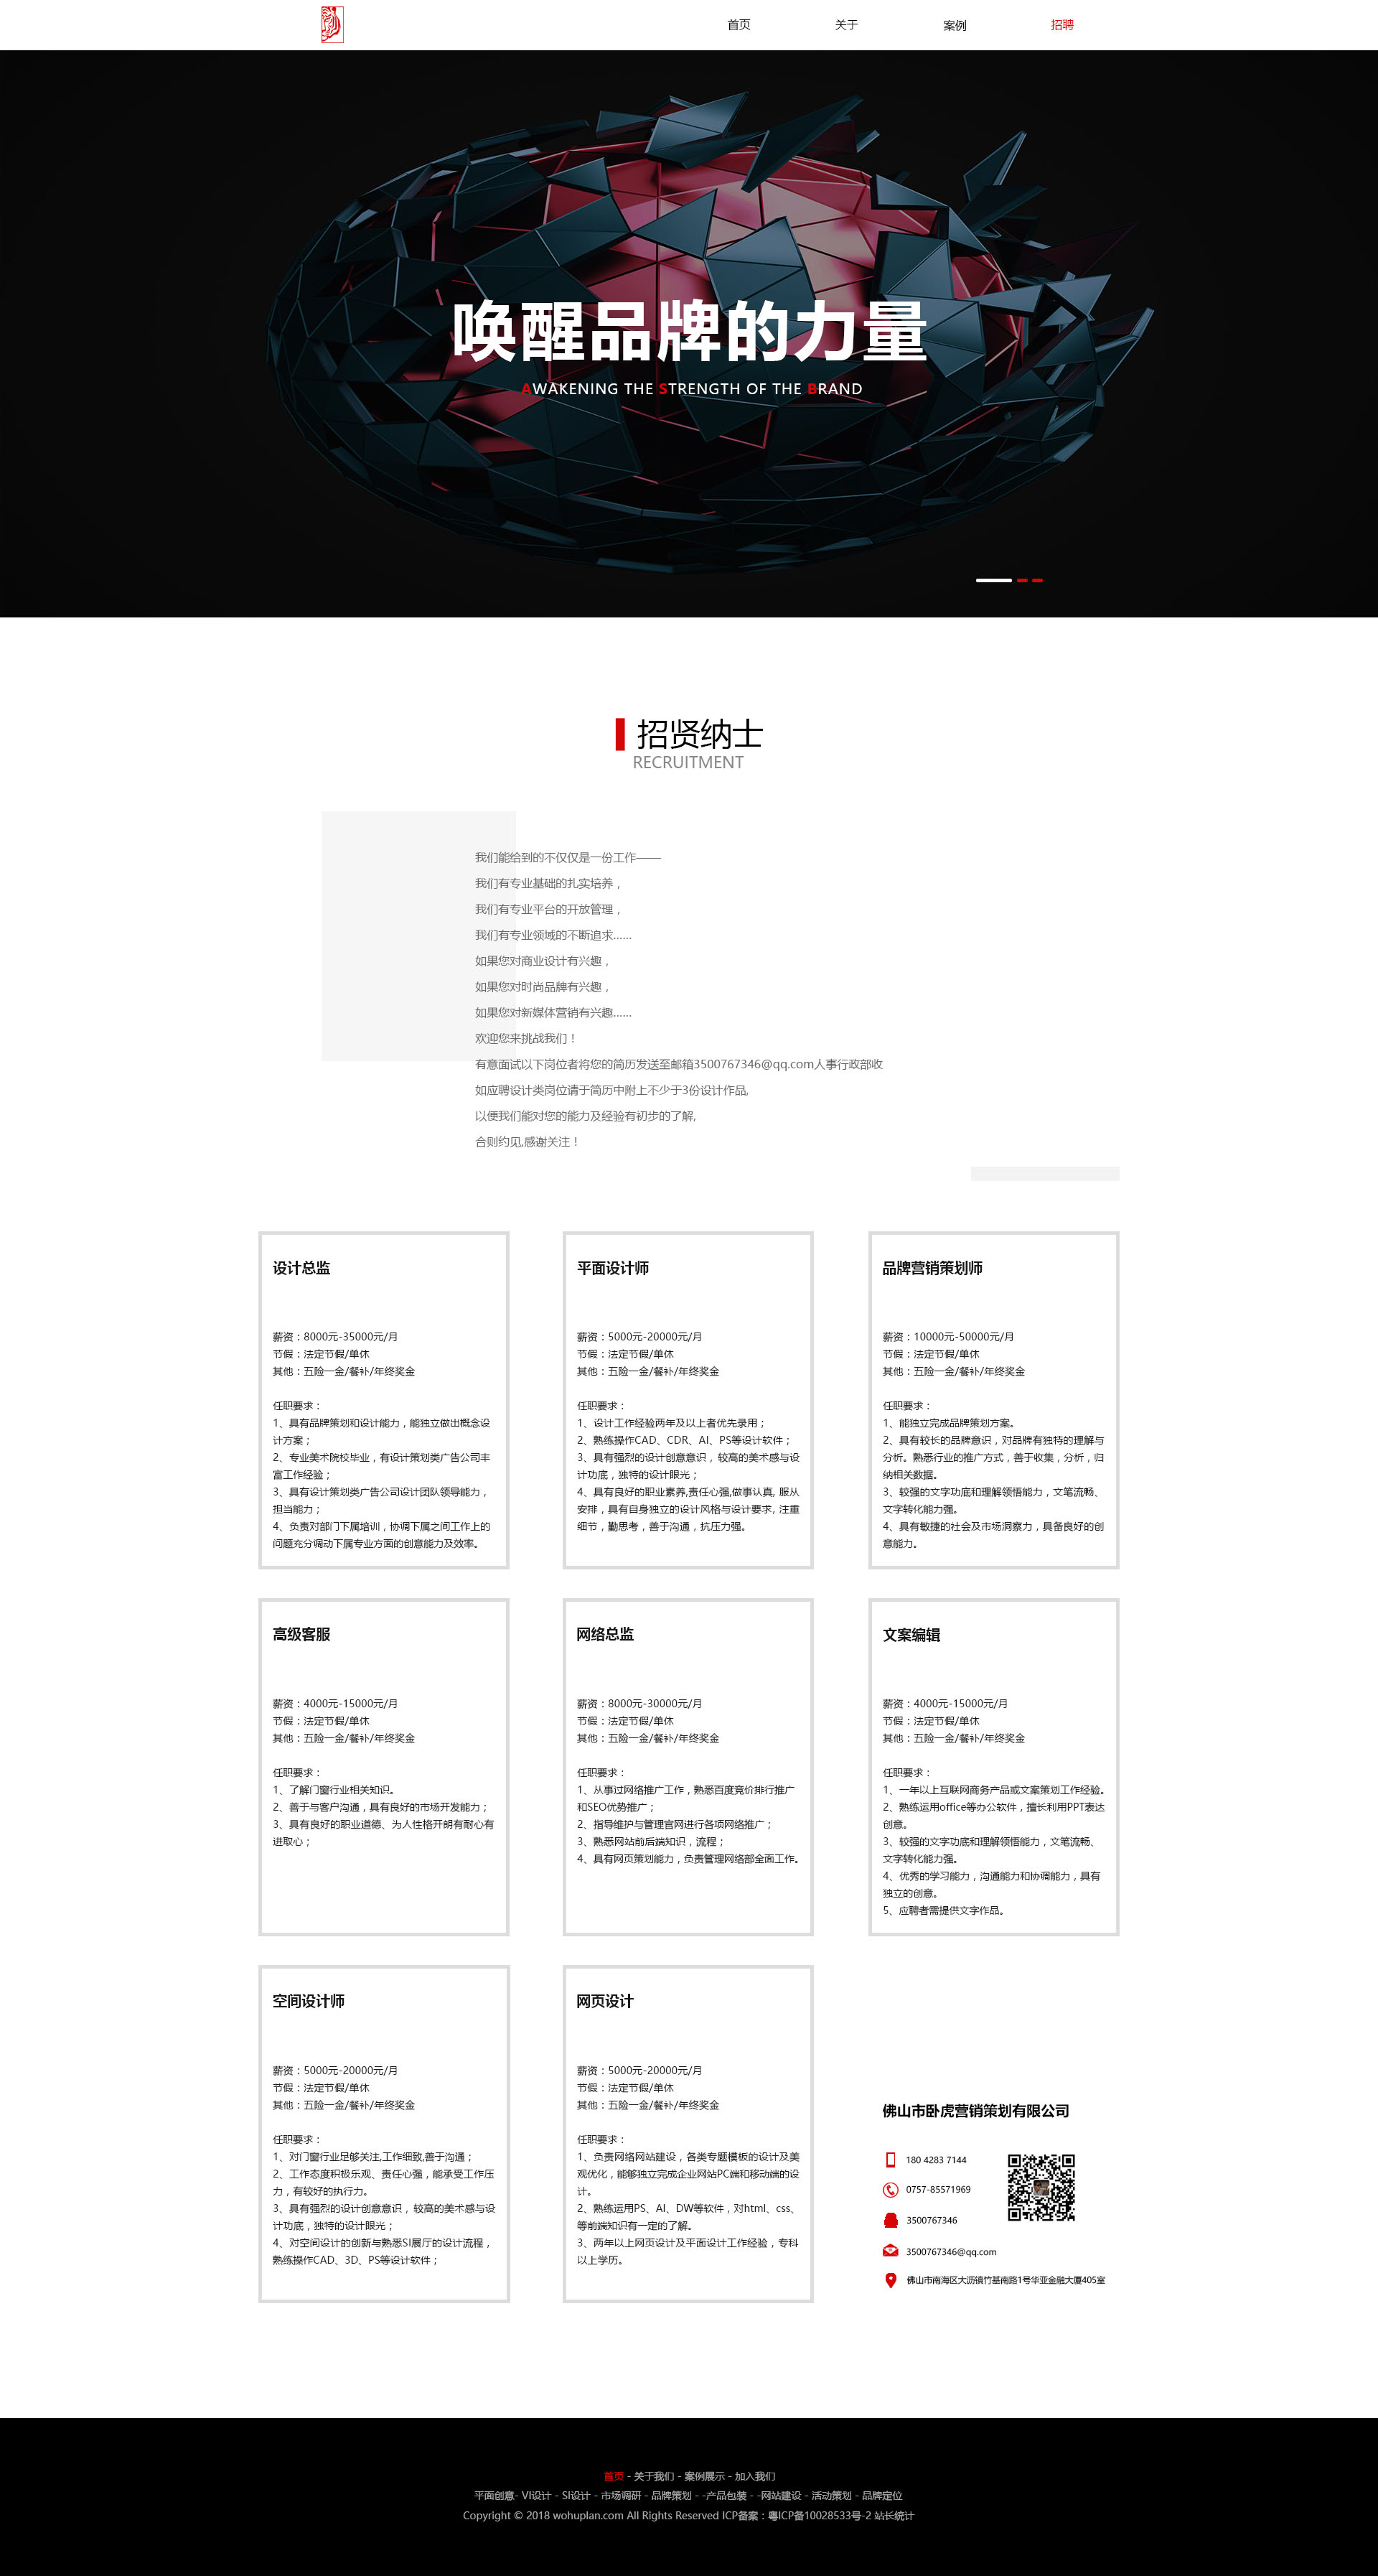 首页
关于
案例
招聘
唤醒品牌的力量
AWAKENING THE STRENGTH OF THE BRAND
招贤纳士
RECRUITMENT
我们能给到的不仅仅是一份工作——
我们有专业基础的扎实培养，
我们有专业平台的开放管理，
我们有专业领域的不断追求......
如果您对商业设计有兴趣，
如果您对时尚品牌有兴趣，
如果您对新媒体营销有兴趣......
欢迎您来挑战我们！
有意面试以下岗位者将您的简历发送至邮箱3500767346@qq.com人事行政部收
如应聘设计类岗位请于简历中附上不少于3份设计作品,
以便我们能对您的能力及经验有初步的了解,
合则约见,感谢关注！
设计总监
薪资：8000元-35000元/月
节假：法定节假/单休
其他：五险一金/餐补/年终奖金
任职要求：
1、具有品牌策划和设计能力，能独立做出概念设
计方案；
2、专业美术院校毕业，有设计策划类广告公司丰
富工作经验；
3、具有设计策划类广告公司设计团队领导能力，
担当能力；
4、负责对部门下属培训，协调下属之间工作上的
问题充分调动下属专业方面的创意能力及效率。
平面设计师
薪资：5000元-20000元/月
节假：法定节假/单休
其他：五险一金/餐补/年终奖金
任职要求：
1、设计工作经验两年及以上者优先录用；
2、熟练操作CAD、CDR、AI、PS等设计软件；
3、具有强烈的设计创意意识，较高的美术感与设
计功底，独特的设计眼光；
4、具有良好的职业素养,责任心强,做事认真, 服从
安排，具有自身独立的设计风格与设计要求, 注重
细节，勤思考，善于沟通，抗压力强。
品牌营销策划师
薪资：10000元-50000元/月
节假：法定节假/单休
其他：五险一金/餐补/年终奖金
任职要求：
1、能独立完成品牌策划方案。
2、具有较长的品牌意识，对品牌有独特的理解与
分析。熟悉行业的推广方式，善于收集，分析，归
纳相关数据。
3、较强的文字功底和理解领悟能力，文笔流畅、
文字转化能力强。
4、具有敏捷的社会及市场洞察力，具备良好的创
意能力。
高级客服
薪资：4000元-15000元/月
节假：法定节假/单休
其他：五险一金/餐补/年终奖金
任职要求：
1、了解门窗行业相关知识。
2、善于与客户沟通，具有良好的市场开发能力；
3、具有良好的职业道德、为人性格开朗有耐心有
进取心；
网络总监
薪资：8000元-30000元/月
节假：法定节假/单休
其他：五险一金/餐补/年终奖金
任职要求：
1、从事过网络推广工作，熟悉百度竞价排行推广
和SEO优势推广；
2、指导维护与管理官网进行各项网络推广；
3、熟悉网站前后端知识，流程；
4、具有网页策划能力，负责管理网络部全面工作。
文案编辑
薪资：4000元-15000元/月
节假：法定节假/单休
其他：五险一金/餐补/年终奖金
任职要求：
1、一年以上互联网商务产品或文案策划工作经验。
2、熟练运用office等办公软件，擅长利用PPT表达
创意。
3、较强的文字功底和理解领悟能力，文笔流畅、
文字转化能力强。
4、优秀的学习能力，沟通能力和协调能力，具有
独立的创意。
5、应聘者需提供文字作品。
空间设计师
薪资：5000元-20000元/月
节假：法定节假/单休
其他：五险一金/餐补/年终奖金
任职要求：
1、对门窗行业足够关注,工作细致,善于沟通；
2、工作态度积极乐观、责任心强，能承受工作压
力，有较好的执行力。
3、具有强烈的设计创意意识，较高的美术感与设
计功底，独特的设计眼光；
4、对空间设计的创新与熟悉SI展厅的设计流程，
熟练操作CAD、3D、PS等设计软件；
网页设计
薪资：5000元-20000元/月
节假：法定节假/单休
其他：五险一金/餐补/年终奖金
任职要求：
1、负责网络网站建设，各类专题模板的设计及美
观优化，能够独立完成企业网站PC端和移动端的设
计。
2、熟练运用PS、AI、DW等软件，对html、css、
等前端知识有一定的了解。
3、两年以上网页设计及平面设计工作经验，专科
以上学历。
佛山市卧虎营销策划有限公司
180 4283 7144
0757-85571969
3500767346
3500767346@qq.com
佛山市南海区大沥镇竹基南路1号华亚金融大厦405室
首页 - 关于我们 - 案例展示 - 加入我们
平面创意- VI设计 - SI设计 - 市场调研 - 品牌策划 - -产品包装 - -网站建设 - 活动策划 - 品牌定位
Copyright © 2018 wohuplan.com All Rights Reserved ICP备案：粤ICP备10028533号-2 站长统计